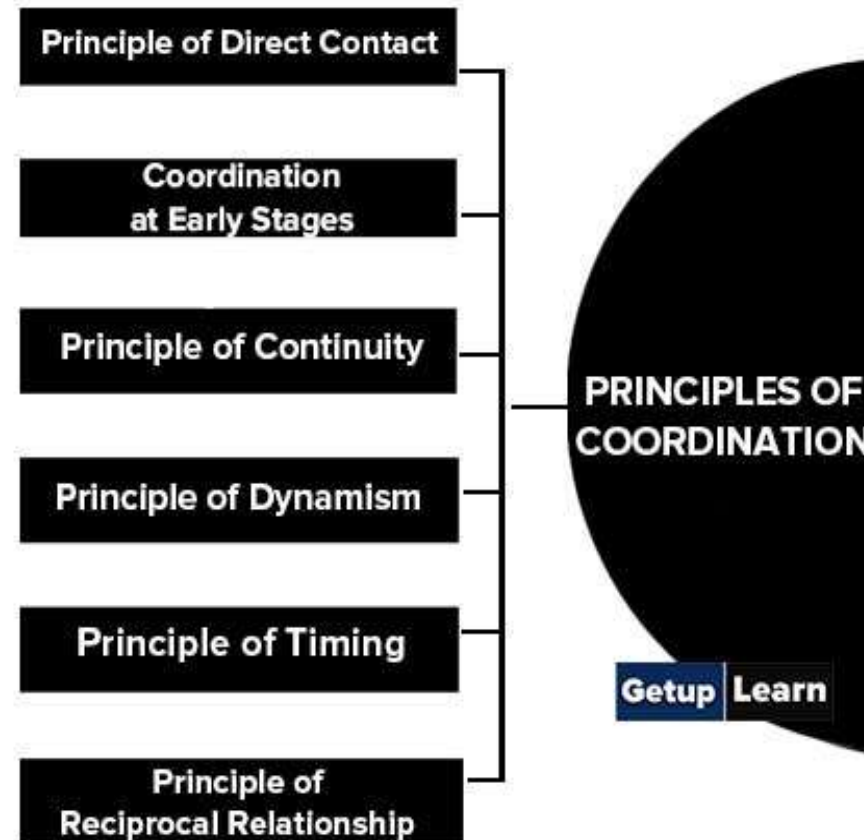 Principle of Direct Contact
Coordination
at Early Stages
Principle of Continuity
Principle of Dynamism
Principle of Timing
Principle of
Reciprocal Relationship
PRINCIPLES OF
COORDINATION
Getup Learn